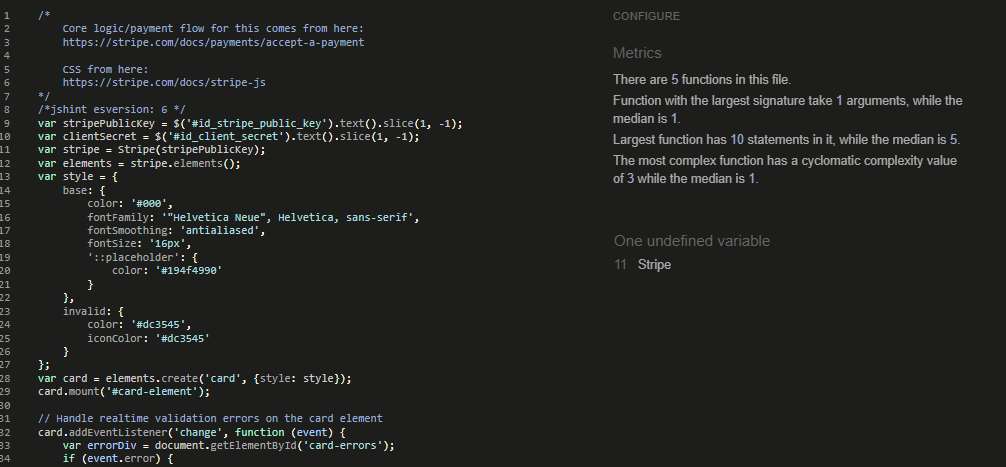 1 /*
2 Core logic/payment flow for this comes from here:
3 https://stripe.com/docs/payments/accept-a-payment
4
5 CSS from here:
6 https://stripe.com/docs/stripe-js
7 */
8 /*jshint esversion: 6 */
9 var stripePublicKey = $('#id_stripe_public_key').text().slice(1, -1);
10 var clientSecret = $('#id_client_secret').text().slice(1, -1);
11 var stripe = Stripe(stripePublicKey);
12 var elements = stripe.elements();
13 var style = {
14 base: {
15 color: '#000',
16 fontFamily: '"Helvetica Neue", Helvetica, sans-serif',
17 fontSmoothing: 'antialiased',
18 fontSize: '16px',
19 '::placeholder': {
20 color: '#194f4990'
21 }
22 },
23 invalid: {
24 color: '#dc3545',
25 iconColor: '#dc3545'
26 }
27 };
28 var card = elements.create('card', {style: style});
29 card.mount('#card-element');
30
31 // Handle realtime validation errors on the card element
32 card.addEventListener('change', function (event) {
33 var errorDiv = document.getElementById('card-errors');
34 if (event.error) {
CONFIGURE
Metrics
There are 5 functions in this file.
Function with the largest signature take 1 arguments, while the
median is 1.
Largest function has 10 statements in it, while the median is 5.
The most complex function has a cyclomatic complexity value
of 3 while the median is 1.
One undefined variable
11 Stripe